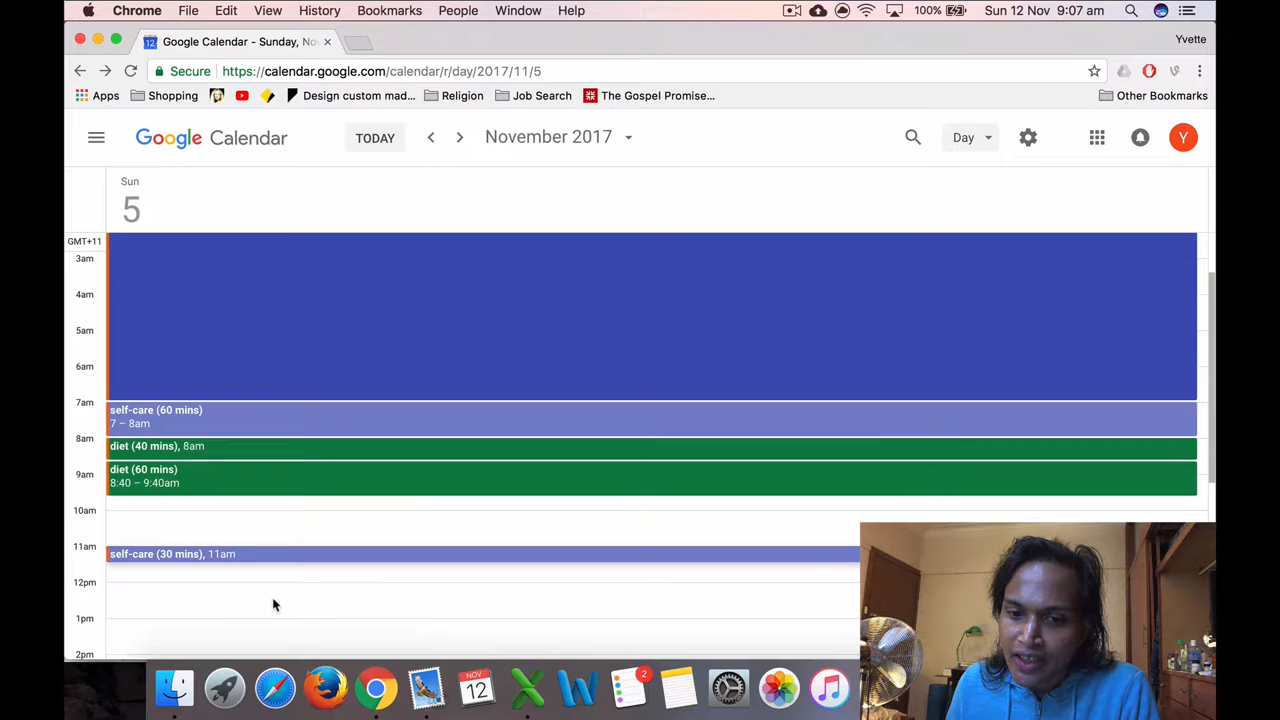 Chrome File Edit View History Bookmarks People Window Help 100% Sun 12 Nov 9:07 am
12 Google Calendar - Sunday, No Yvette
Secure https://calendar.google.com/calendar/r/day/2017/11/5
Apps Shopping Design custom mad... Religion Job Search The Gospel Promise... Other Bookmarks
Google Calendar TODAY November 2017 Day Y
Sun
5
GMT+11
3am
4am
5am
6am
7am
self-care (60 mins)
7 – 8am
8am
diet (40 mins), 8am
diet (60 mins)
9am
8:40 – 9:40am
10am
11am
self-care (30 mins), 11am
12pm
1pm
2pm
NOV
12
2